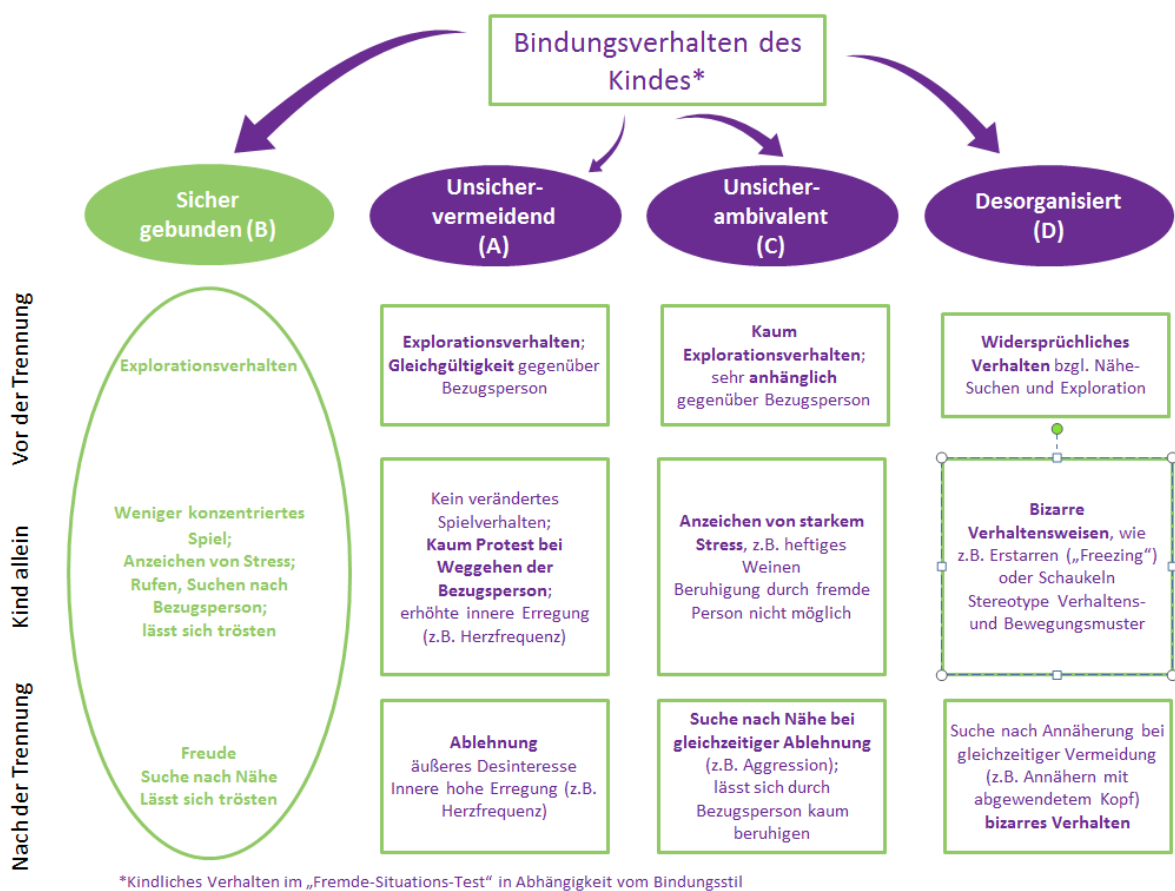 Bindungsverhalten des
Kindes*
Sicher
gebunden (B)
Unsicher-
vermeidend
(A)
Unsicher-
ambivalent
(C)
Desorganisiert
(D)
Vor der Trennung
Explorationsverhalten
Explorationsverhalten;
Gleichgültigkeit gegenüber
Bezugsperson
Kaum
Explorationsverhalten;
sehr anhänglich
gegenüber Bezugsperson
Widersprüchliches
Verhalten bzgl. Nähe-
Suchen und Exploration
Kind allein
Weniger konzentriertes
Spiel;
Anzeichen von Stress;
Rufen, Suchen nach
Bezugsperson;
lässt sich trösten
Kein verändertes
Spielverhalten;
Kaum Protest bei
Weggehen der
Bezugsperson;
erhöhte innere Erregung
(z.B. Herzfrequenz)
Anzeichen von starkem
Stress, z.B. heftiges
Weinen
Beruhigung durch fremde
Person nicht möglich
Bizarre
Verhaltensweisen, wie
z.B. Erstarren („Freezing“)
oder Schaukeln
Stereotype Verhaltens-
und Bewegungsmuster
Nach der Trennung
Freude
Suche nach Nähe
Lässt sich trösten
Ablehnung
äußeres Desinteresse
Innere hohe Erregung (z.B.
Herzfrequenz)
Suche nach Nähe bei
gleichzeitiger Ablehnung
(z.B. Aggression);
lässt sich durch
Bezugsperson kaum
beruhigen
Suche nach Annäherung bei
gleichzeitiger Vermeidung
(z.B. Annähern mit
abgewendetem Kopf)
bizarres Verhalten
*Kindliches Verhalten im „Fremde-Situations-Test“ in Abhängigkeit vom Bindungsstil